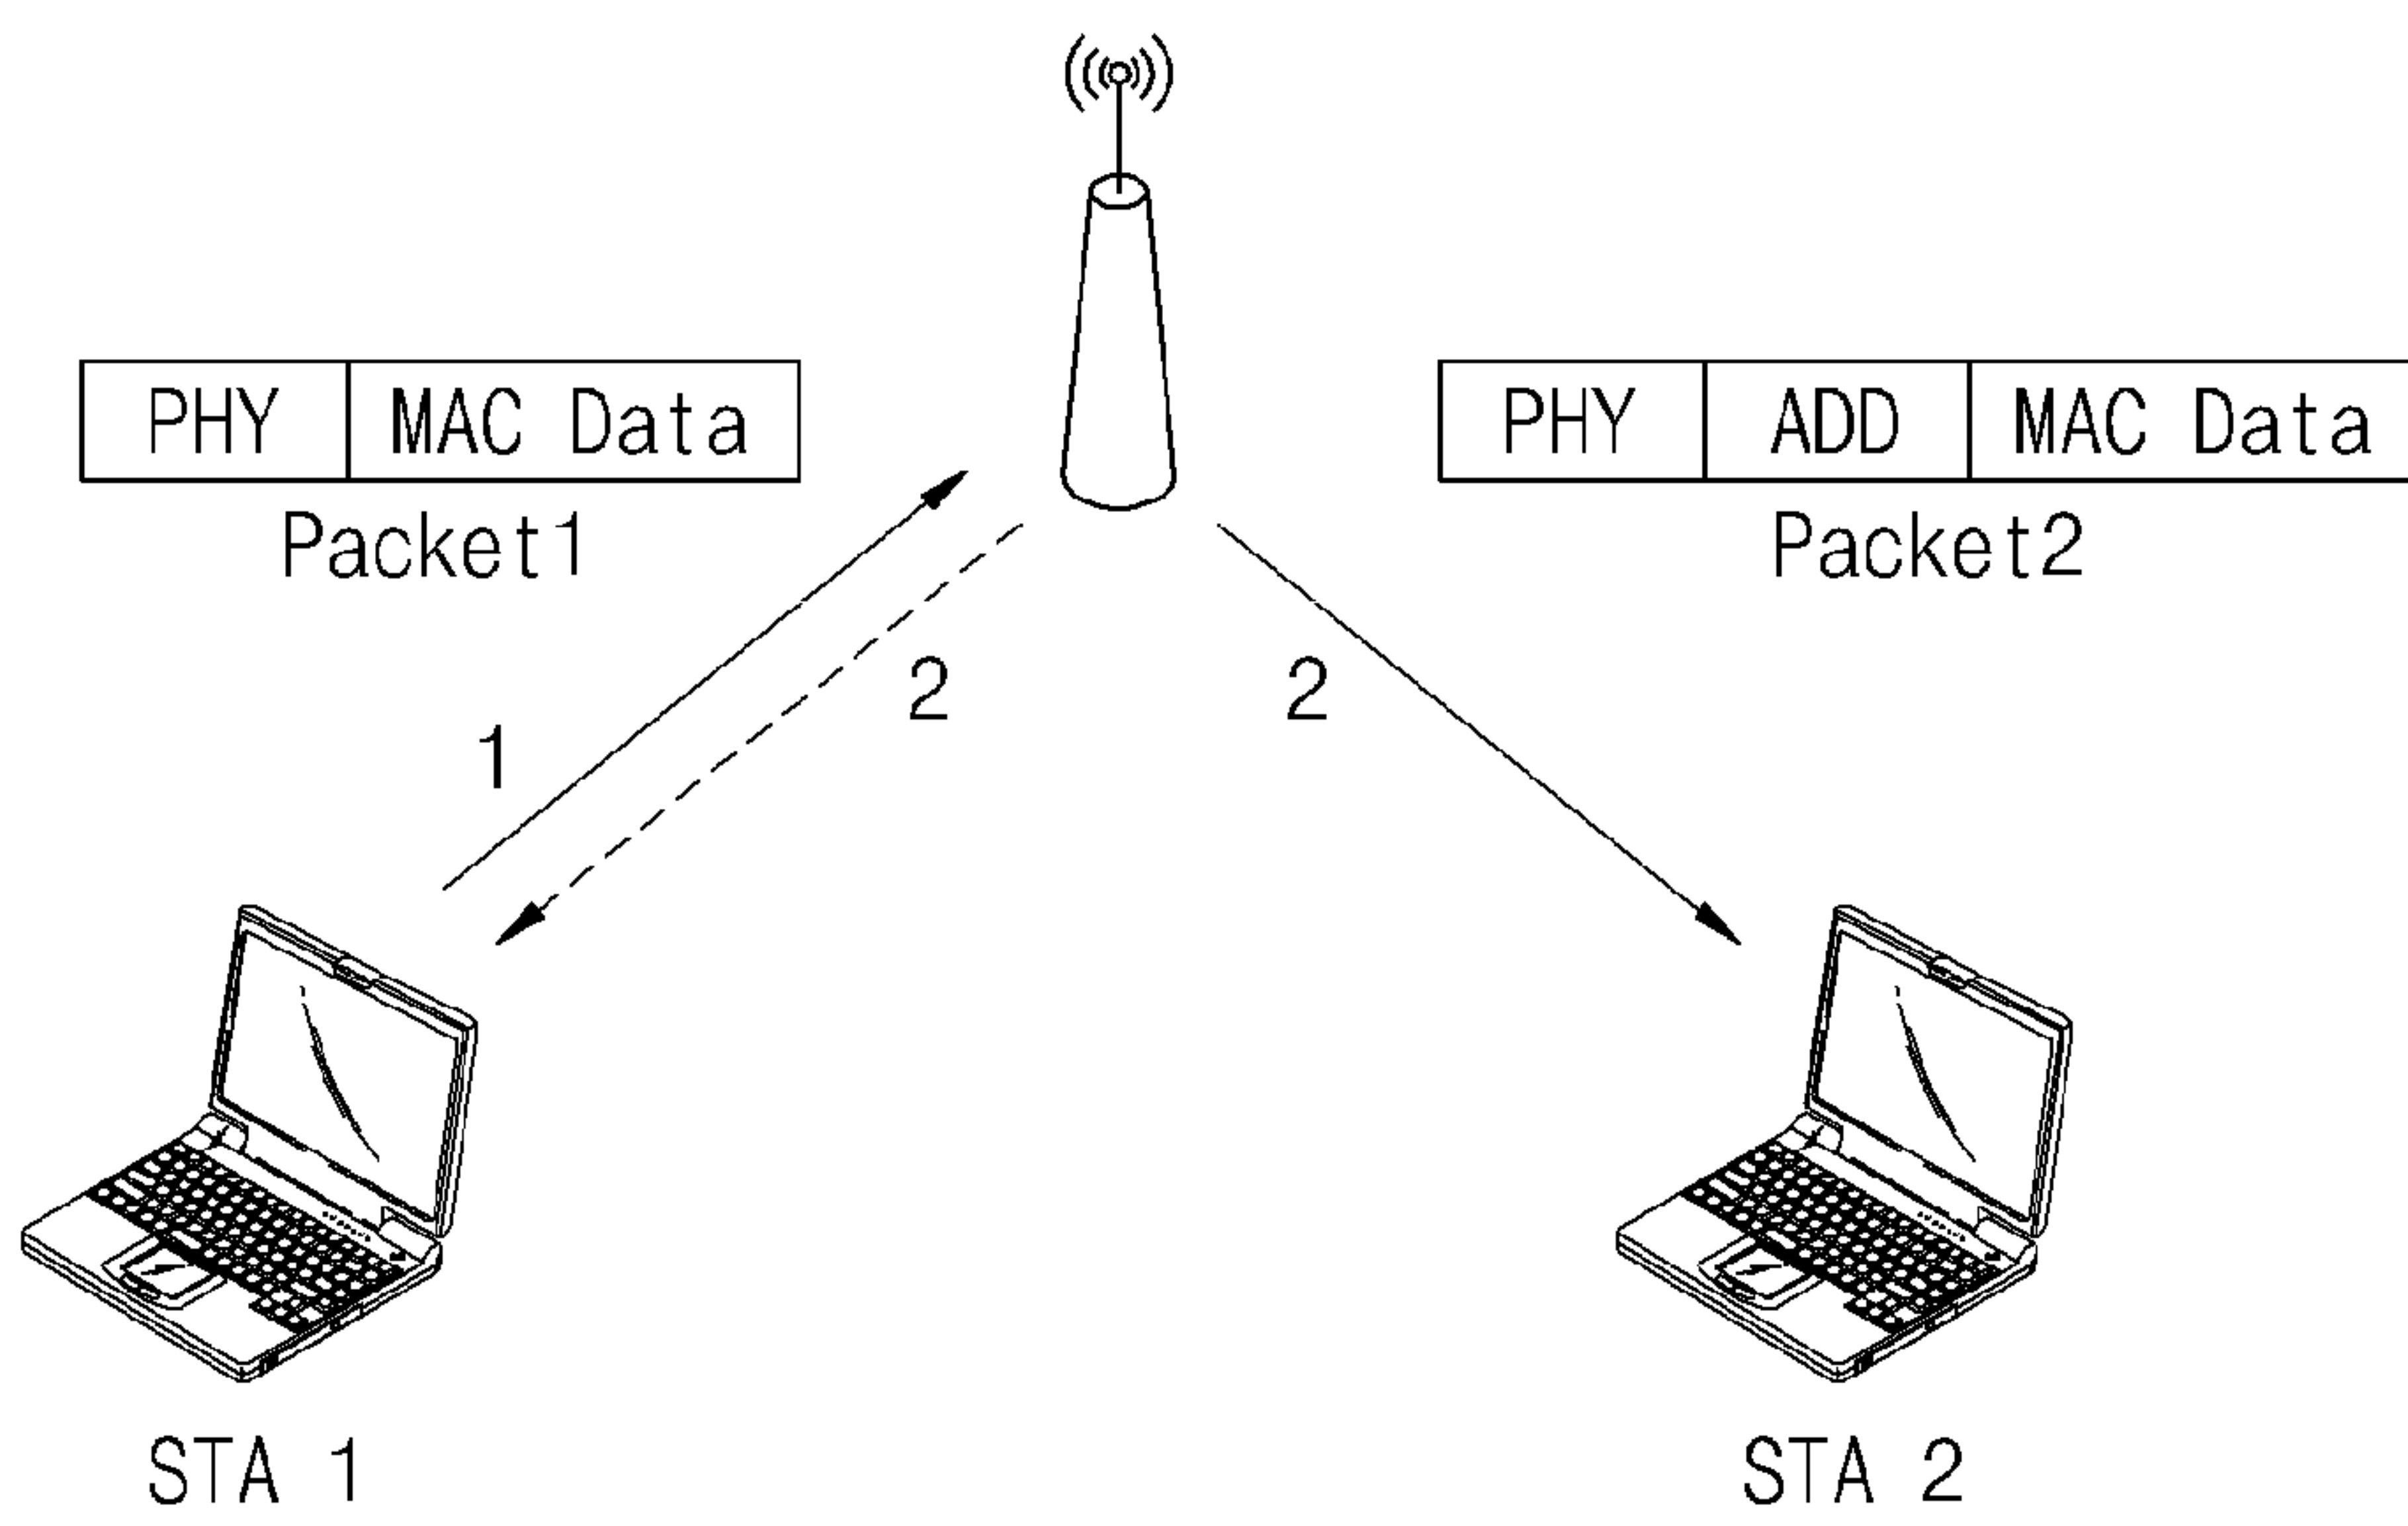 PHY MAC Data
Packet1
PHY ADD MAC Data
Packet2
1
2
2
STA 1
STA 2